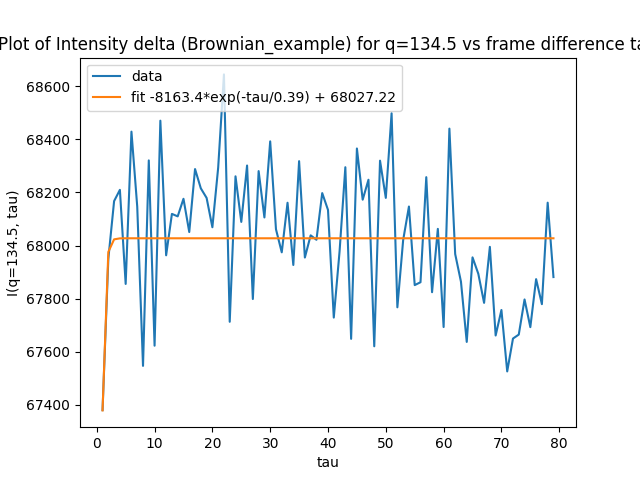 Plot of Intensity delta (Brownian_example) for q=134.5 vs frame difference ta
data
fit -8163.4*exp(-tau/0.39) + 68027.22
I(q=134.5, tau)
68600
68400
68200
68000
67800
67600
67400
0 10 20 30 40 50 60 70 80
tau